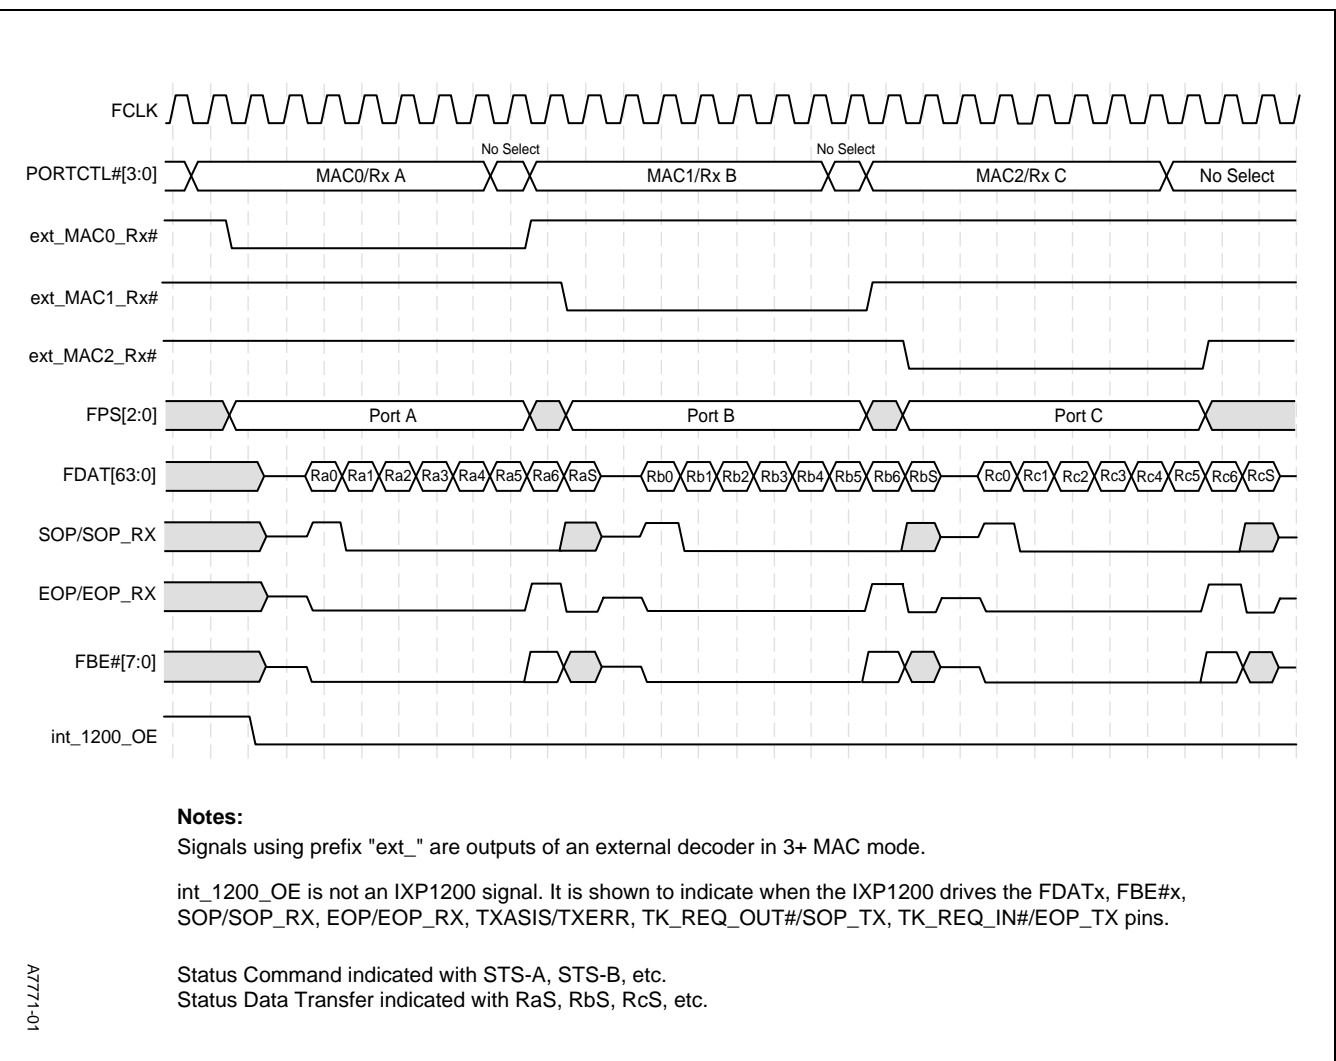 FCLK
No Select No Select
PORTCTL#[3:0] MAC0/Rx A MAC1/Rx B MAC2/Rx C No Select
ext_MAC0_Rx#
ext_MAC1_Rx#
ext_MAC2_Rx#
FPS[2:0] Port A Port B Port C
FDAT[63:0] Ra0 Ra1 Ra2 Ra3 Ra4 Ra5 Ra6 RaS Rb0 Rb1 Rb2 Rb3 Rb4 Rb5 Rb6 RbS Rc0 Rc1 Rc2 Rc3 Rc4 Rc5 Rc6 RcS
SOP/SOP_RX
EOP/EOP_RX
FBE#[7:0]
int_1200_OE
Notes:
Signals using prefix "ext_" are outputs of an external decoder in 3+ MAC mode.
int_1200_OE is not an IXP1200 signal. It is shown to indicate when the IXP1200 drives the FDATx, FBE#x,
SOP/SOP_RX, EOP/EOP_RX, TXASIS/TXERR, TK_REQ_OUT#/SOP_TX, TK_REQ_IN#/EOP_TX pins.
Status Command indicated with STS-A, STS-B, etc.
Status Data Transfer indicated with RaS, RbS, RcS, etc.
A7771-01